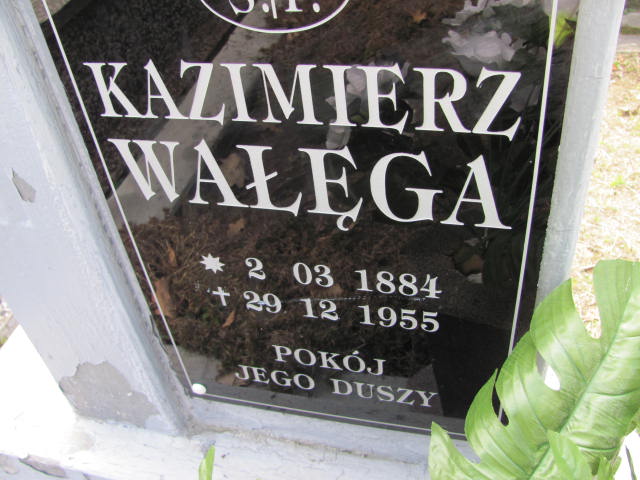 Ś.†P.
KAZIMIERZ
WAŁĘGA
* 2 03 1884
† 29 12 1955
POKÓJ
JEGO DUSZY